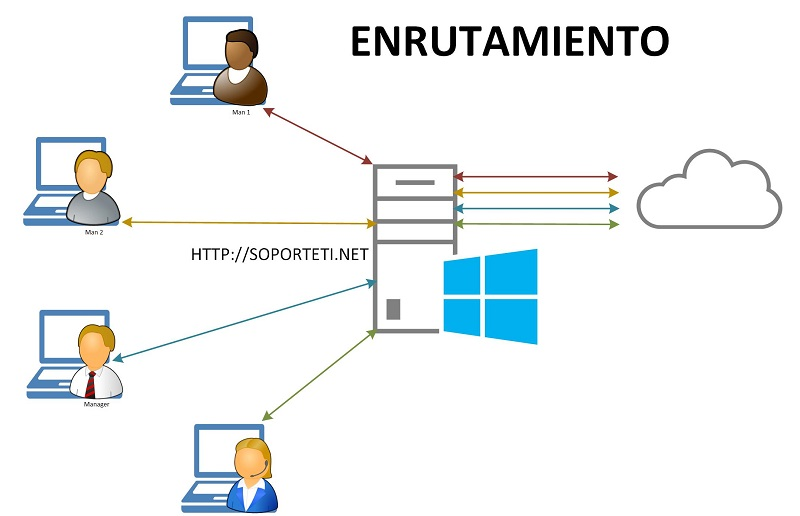 ENRUTAMIENTO
Man 1
Man 2
HTTP://SOPORTETI.NET
Manager